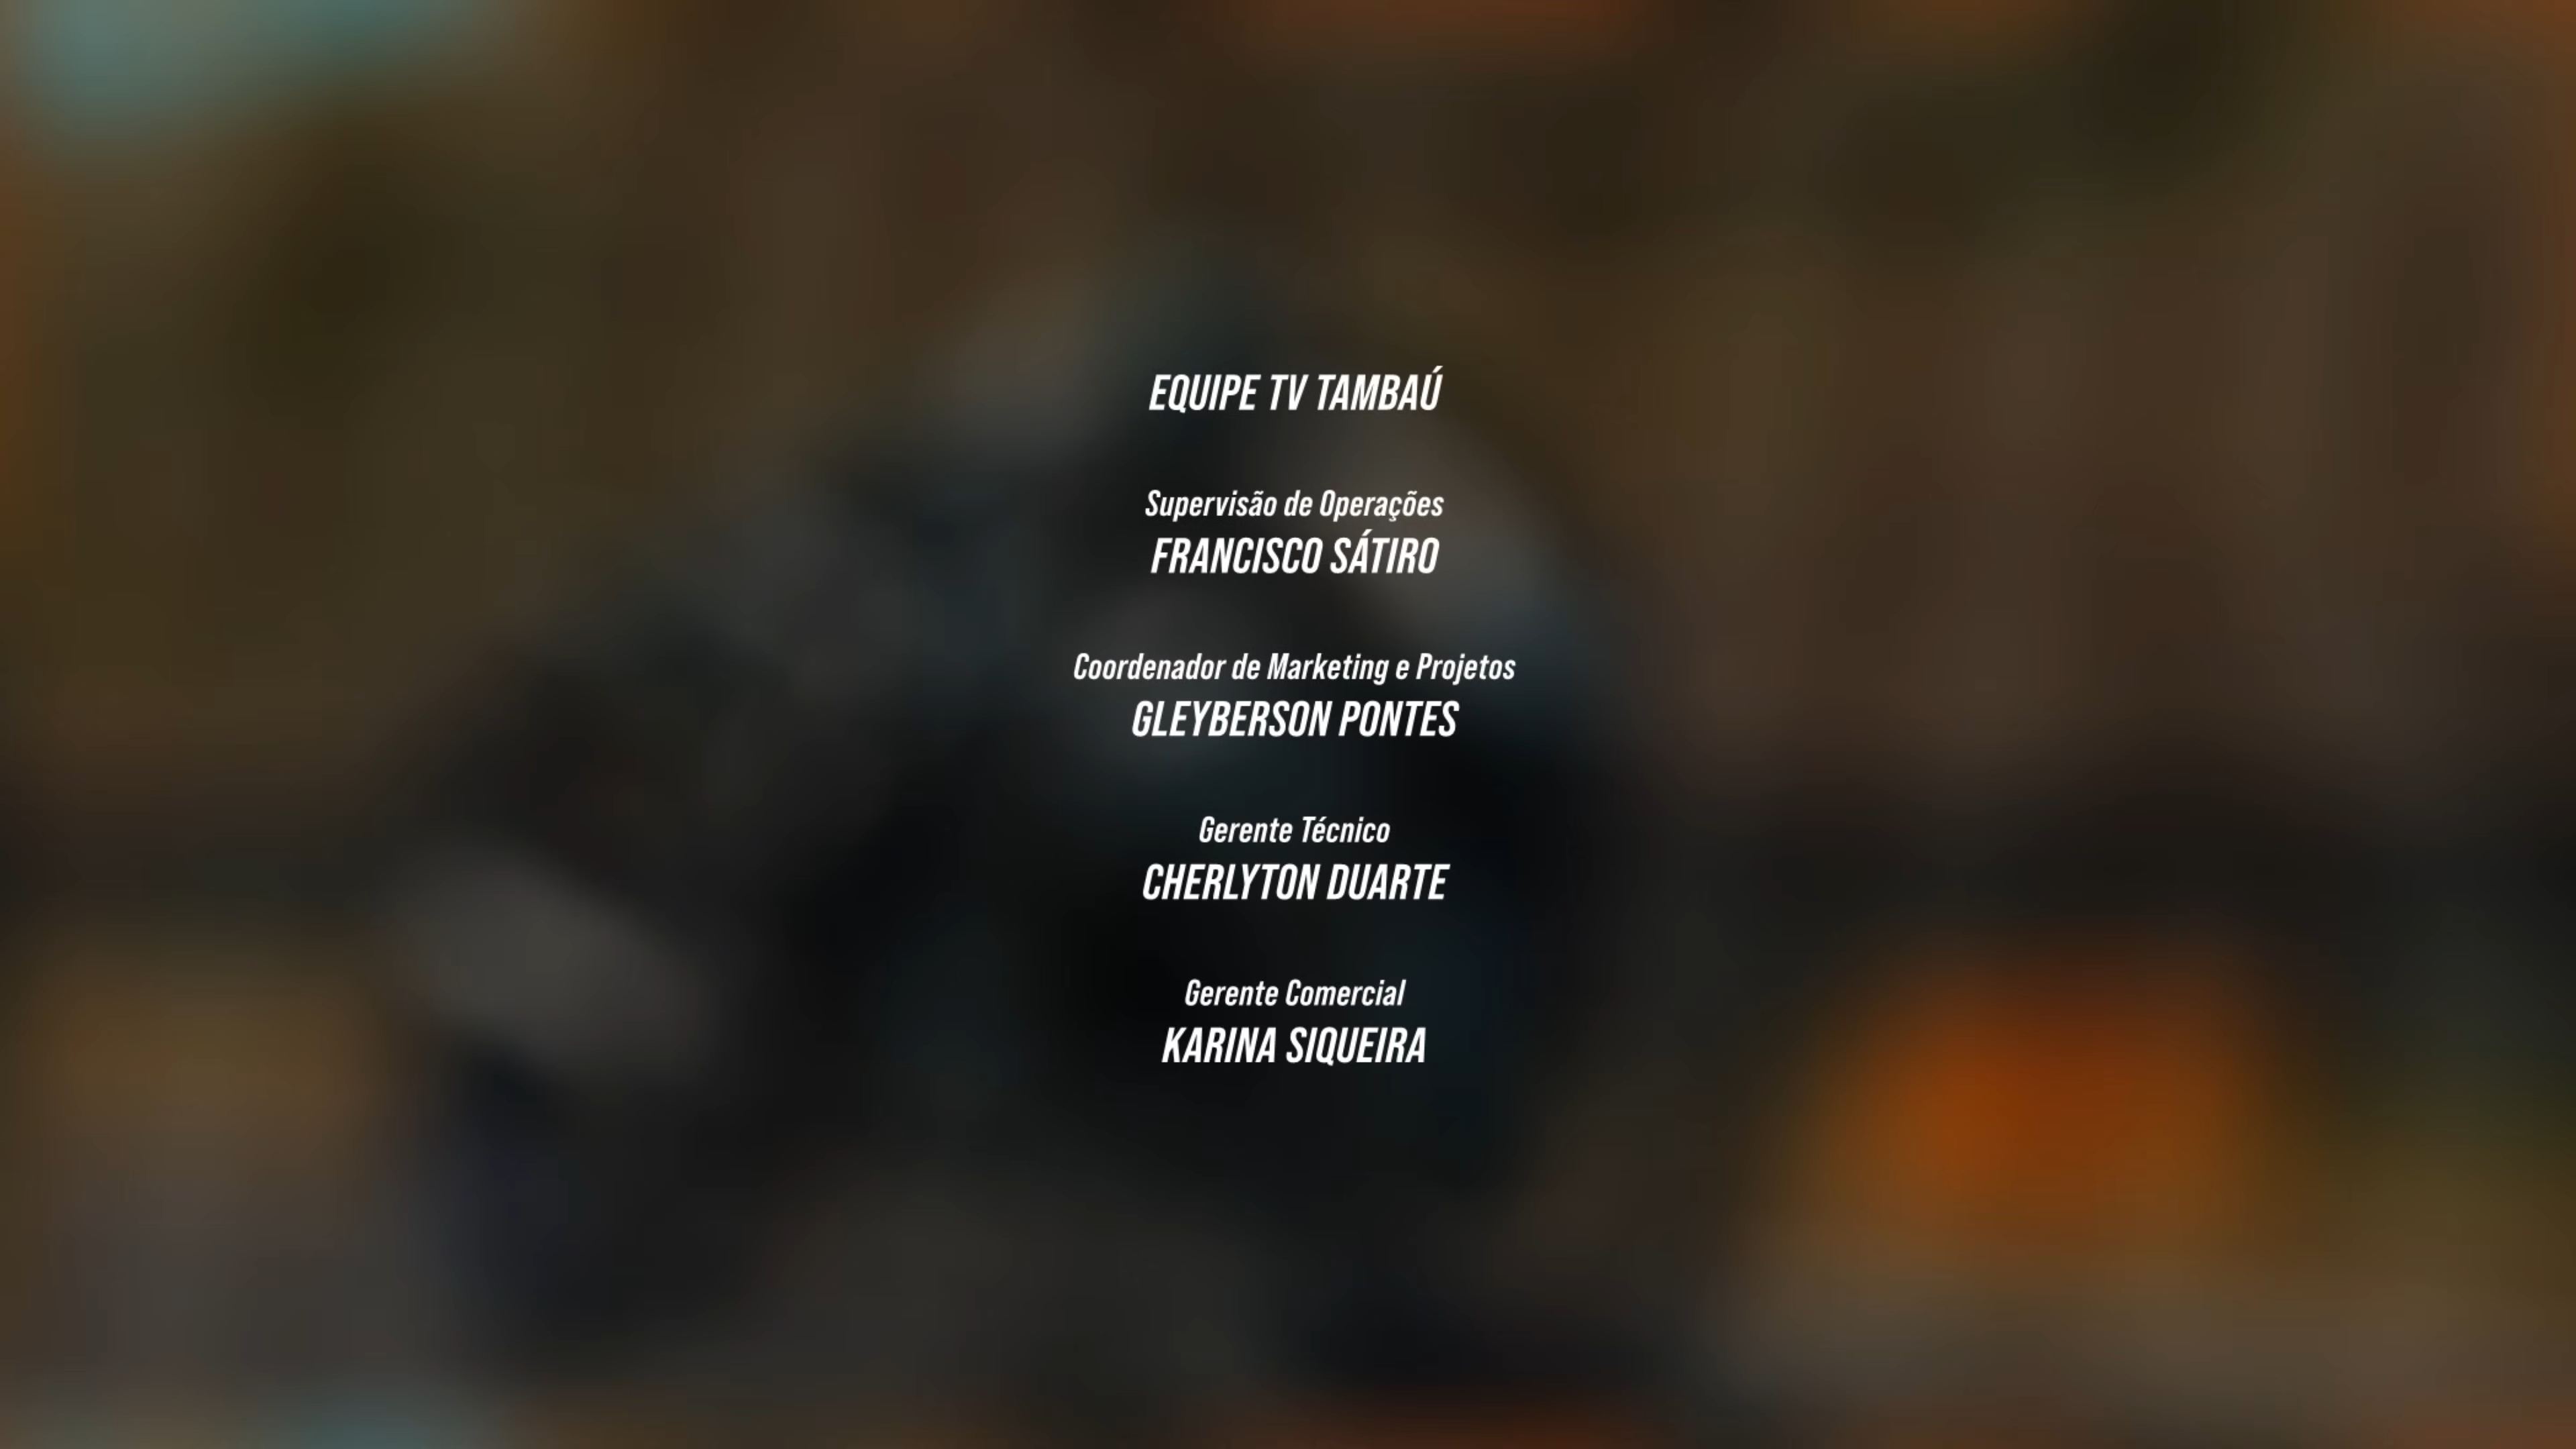 EQUIPE TV TAMBAÚ
Supervisão de Operações
FRANCISCO SÁTIRO
Coordenador de Marketing e Projetos
GLEYBERSON PONTES
Gerente Técnico
CHERLYTON DUARTE
Gerente Comercial
KARINA SIQUEIRA